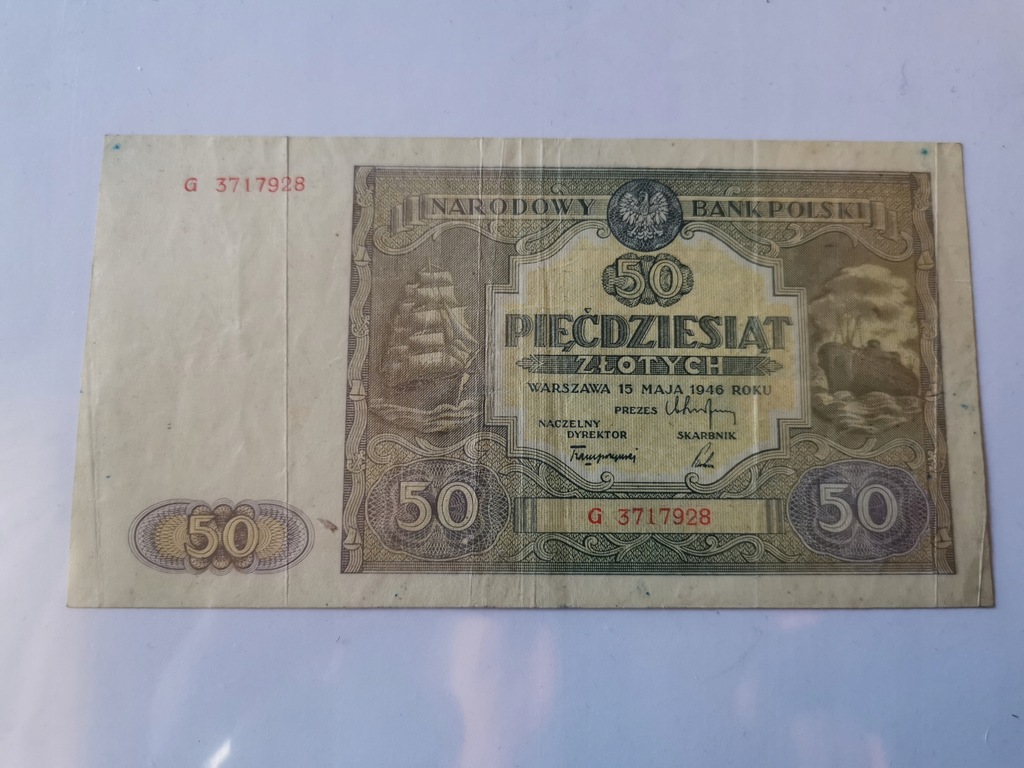 G 3717928
NARODOWY BANK POLSKI
50
PIĘĆDZIESIĄT
ZŁOTYCH
WARSZAWA 15 MAJA 1946 ROKU
PREZES
NACZELNY
DYREKTOR SKARBNIK
50 50 50
G 3717928